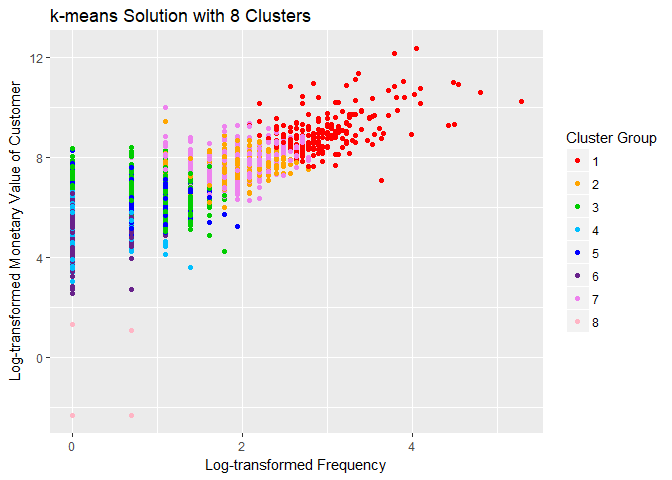 k-means Solution with 8 Clusters
Log-transformed Monetary Value of Customer
12
8
4
0
0 2 4
Log-transformed Frequency
Cluster Group
1
2
3
4
5
6
7
8